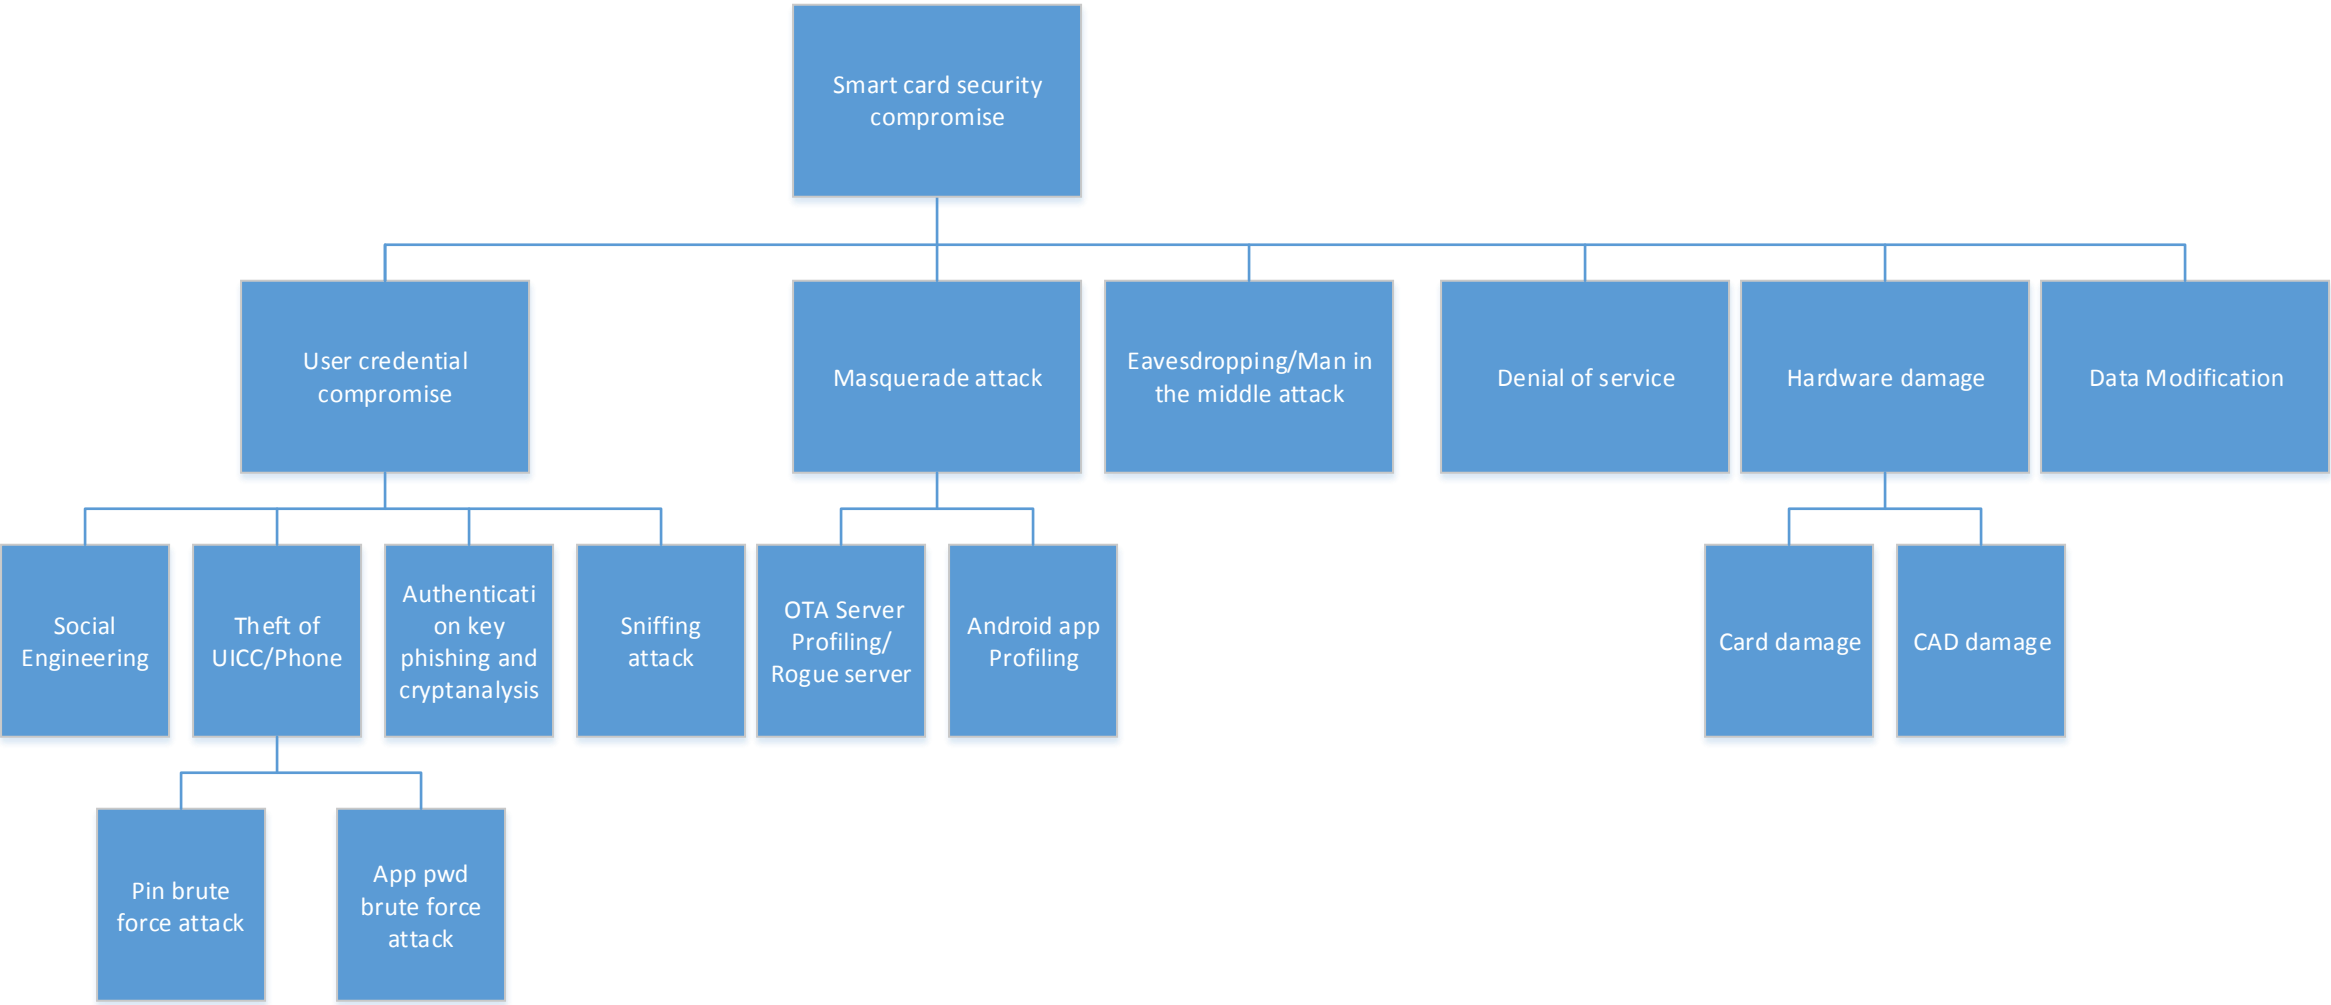 Smart card security
compromise
User credential
compromise
Masquerade attack
Eavesdropping/Man in
the middle attack
Denial of service
Hardware damage
Data Modification
Social
Engineering
Theft of
UICC/Phone
Authenticati
on key
phishing and
cryptanalysis
Sniffing
attack
OTA Server
Profiling/
Rogue server
Android app
Profiling
Card damage
CAD damage
Pin brute
force attack
App pwd
brute force
attack